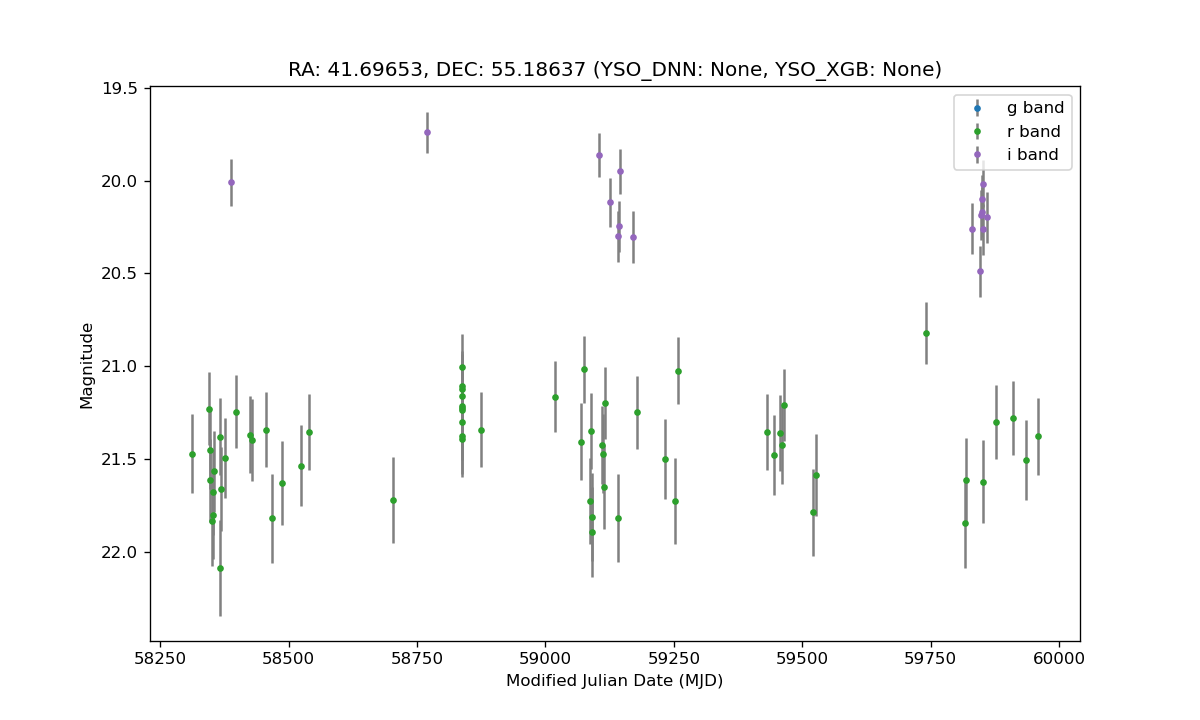 RA: 41.69653, DEC: 55.18637 (YSO_DNN: None, YSO_XGB: None)
g band
r band
i band
19.5
20.0
20.5
21.0
21.5
22.0
Magnitude
58250 58500 58750 59000 59250 59500 59750 60000
Modified Julian Date (MJD)